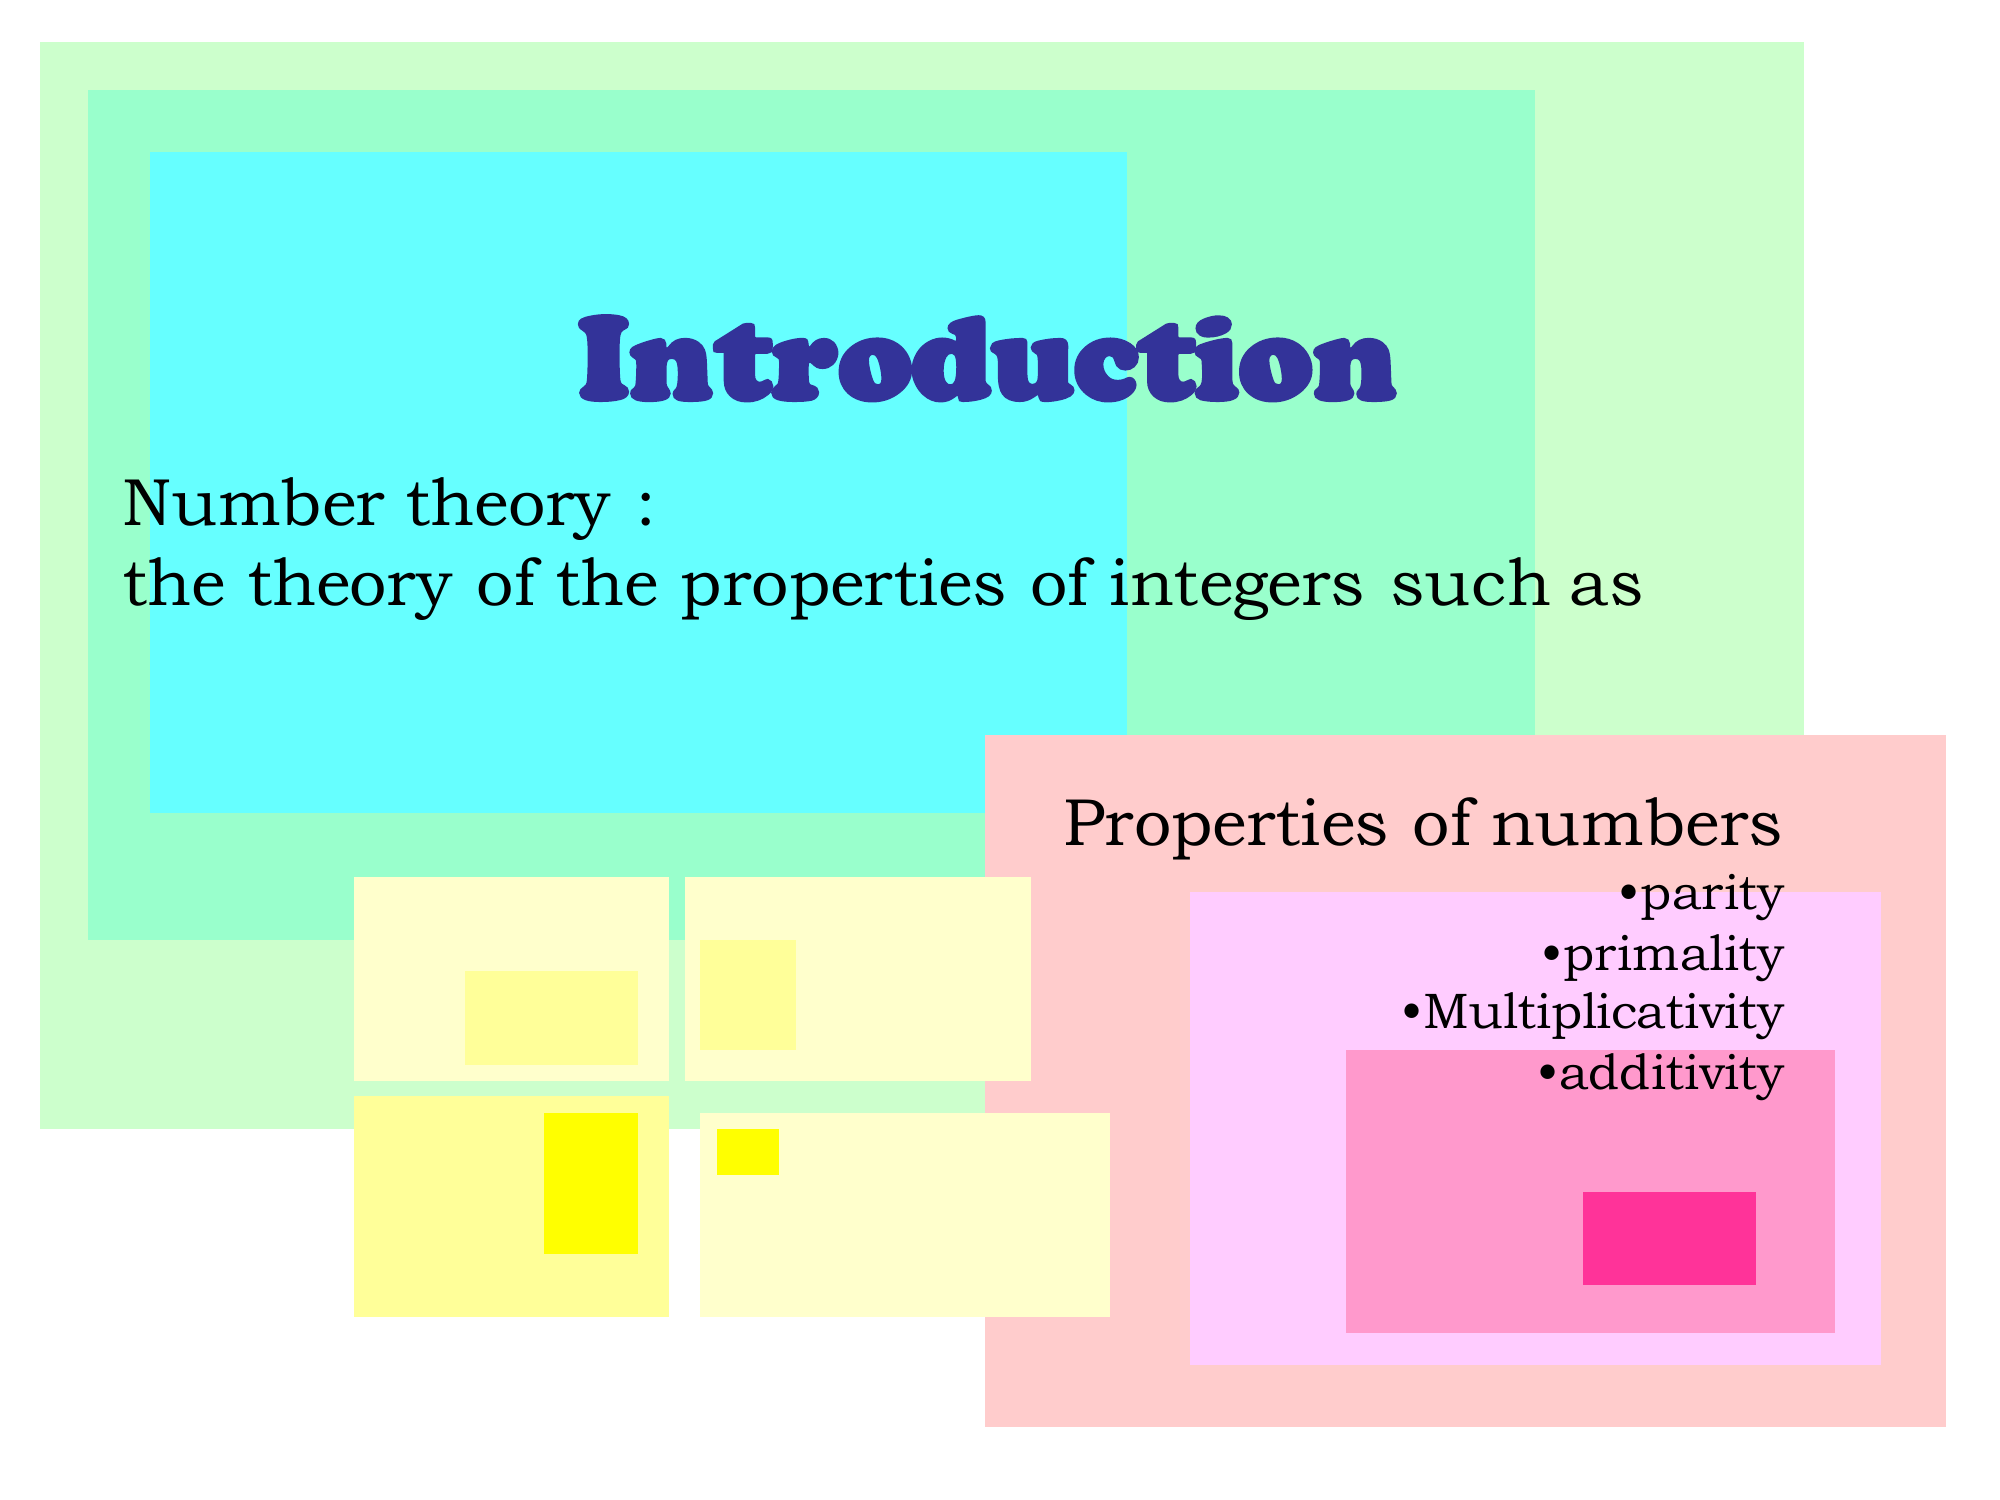 Introduction
Number theory :
the theory of the properties of integers such as
Properties of numbers
•parity
•primality
•Multiplicativity
•additivity